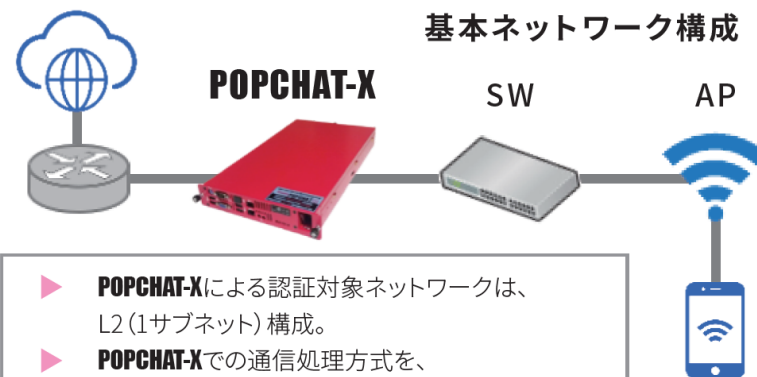 基本ネットワーク構成
POPCHAT-X
SW
AP
POPCHAT-Xによる認証対象ネットワークは、
L2(1サブネット)構成。
POPCHAT-Xでの通信処理方式を、